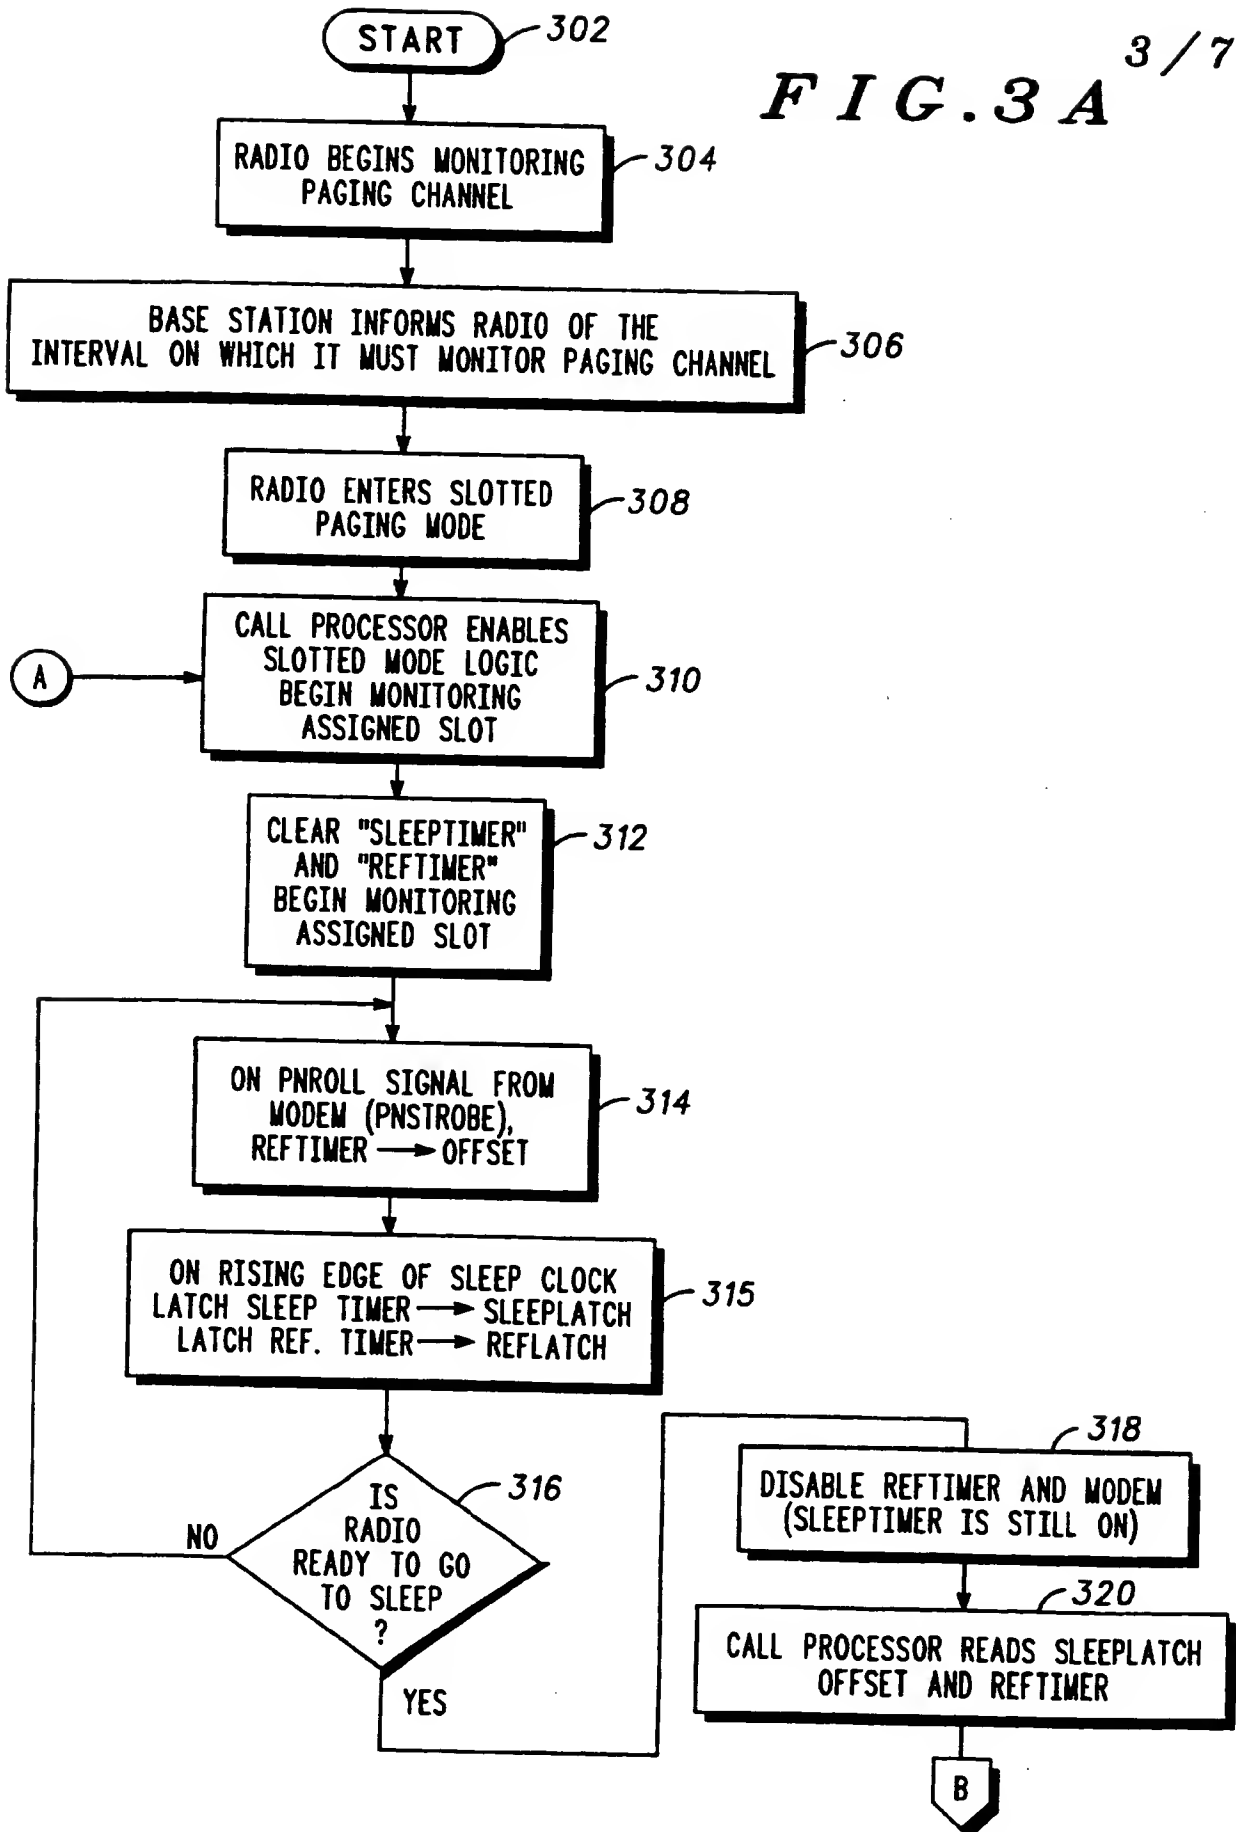 3/7
FIG.3A
START
302
RADIO BEGINS MONITORING
PAGING CHANNEL
304
BASE STATION INFORMS RADIO OF THE
INTERVAL ON WHICH IT MUST MONITOR PAGING CHANNEL
306
RADIO ENTERS SLOTTED
PAGING MODE
308
A
CALL PROCESSOR ENABLES
SLOTTED MODE LOGIC
BEGIN MONITORING
ASSIGNED SLOT
310
CLEAR "SLEEPTIMER"
AND "REFTIMER"
BEGIN MONITORING
ASSIGNED SLOT
312
ON PNROLL SIGNAL FROM
MODEM (PNSTROBE),
REFTIMER → OFFSET
314
ON RISING EDGE OF SLEEP CLOCK
LATCH SLEEP TIMER → SLEEPLATCH
LATCH REF. TIMER → REFLATCH
315
IS
RADIO
READY TO GO
TO SLEEP
?
316
NO
YES
318
DISABLE REFTIMER AND MODEM
(SLEEPTIMER IS STILL ON)
320
CALL PROCESSOR READS SLEEPLATCH
OFFSET AND REFTIMER
B